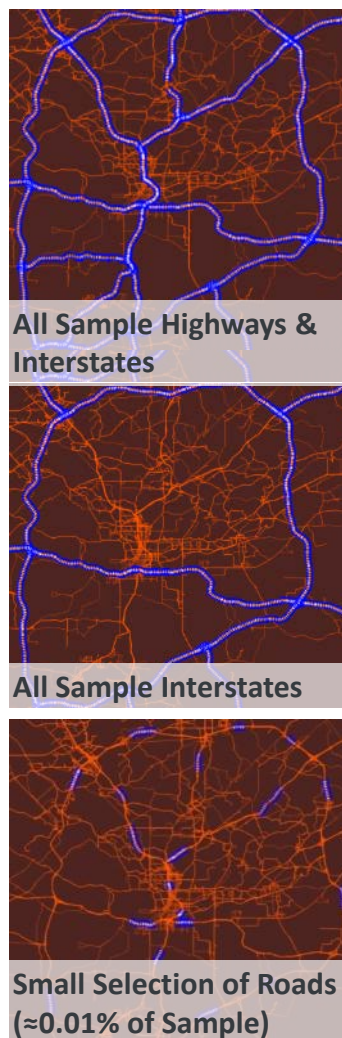 All Sample Highways &
Interstates
All Sample Interstates
Small Selection of Roads
(≈0.01% of Sample)